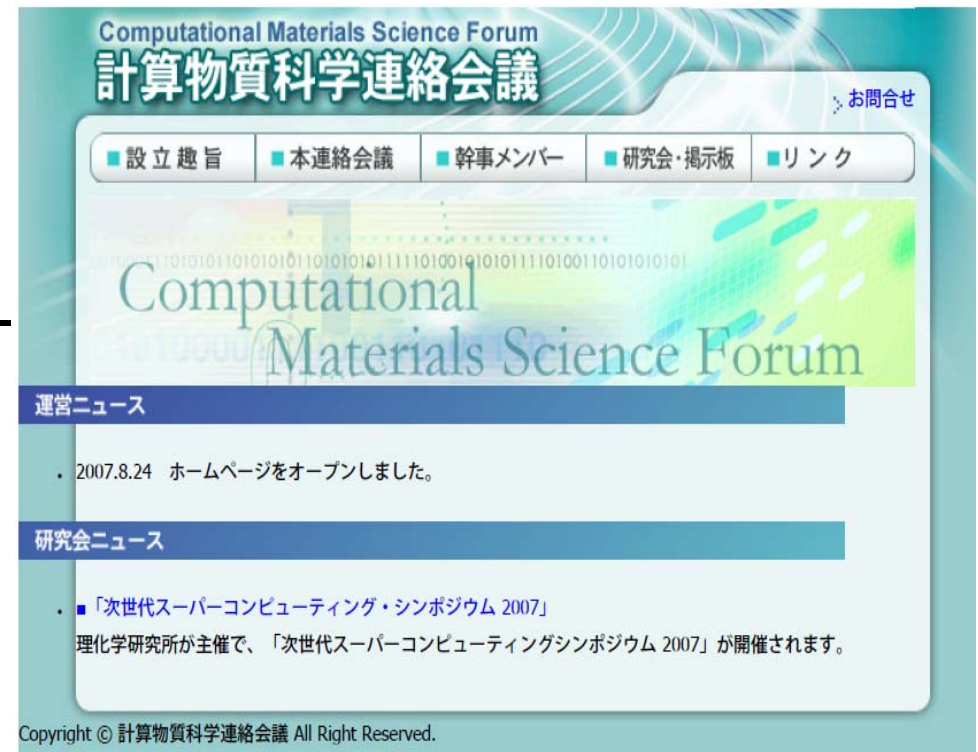 Computational Materials Science Forum
計算物質科学連絡会議
お問合せ
■設立趣旨 ■本連絡会議 ■幹事メンバー ■研究会・掲示板 ■リンク
Computational
Materials Science Forum
運営ニュース
・ 2007.8.24 ホームページをオープンしました。
研究会ニュース
・ ■「次世代スーパーコンピューティング・シンポジウム 2007」
理化学研究所が主催で、「次世代スーパーコンピューティングシンポジウム 2007」が開催されます。
Copyright © 計算物質科学連絡会議 All Right Reserved.